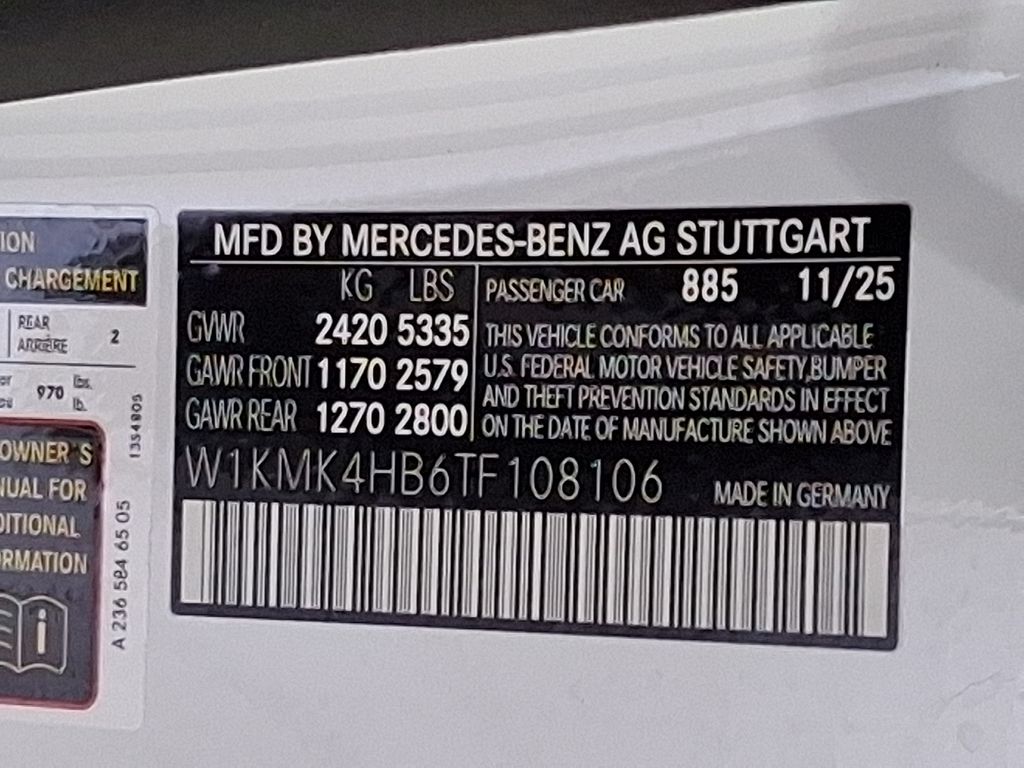 ION
CHARGEMENT
REAR
ARRIÈRE
2
970
lbs.
lb.
OWNER'S
NUAL FOR
DITIONAL
FORMATION
A 236 584 65 05
MFD BY MERCEDES-BENZ AG STUTTGART
KG LBS
GVWR 2420 5335
GAWR FRONT 1170 2579
GAWR REAR 1270 2800
PASSENGER CAR 885 11/25
THIS VEHICLE CONFORMS TO ALL APPLICABLE
U.S. FEDERAL MOTOR VEHICLE SAFETY,BUMPER
AND THEFT PREVENTION STANDARDS IN EFFECT
ON THE DATE OF MANUFACTURE SHOWN ABOVE
W1KMK4HB6TF108106
MADE IN GERMANY